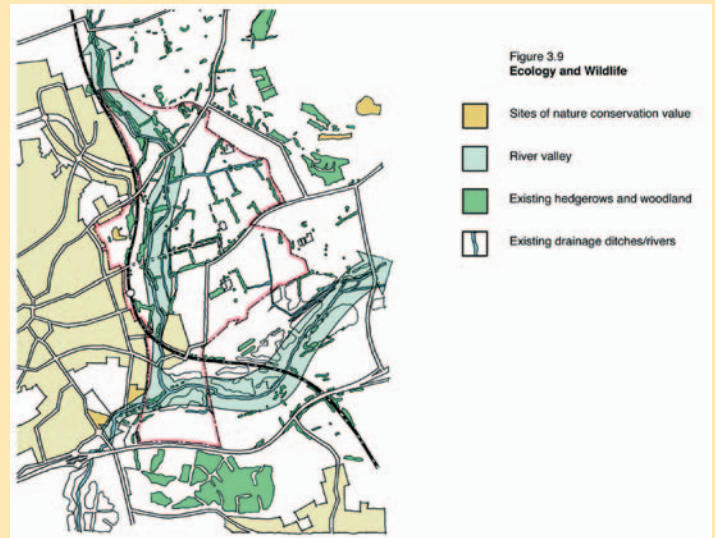 Figure 3.9
Ecology and Wildlife
Sites of nature conservation value
River valley
Existing hedgerows and woodland
Existing drainage ditches/rivers